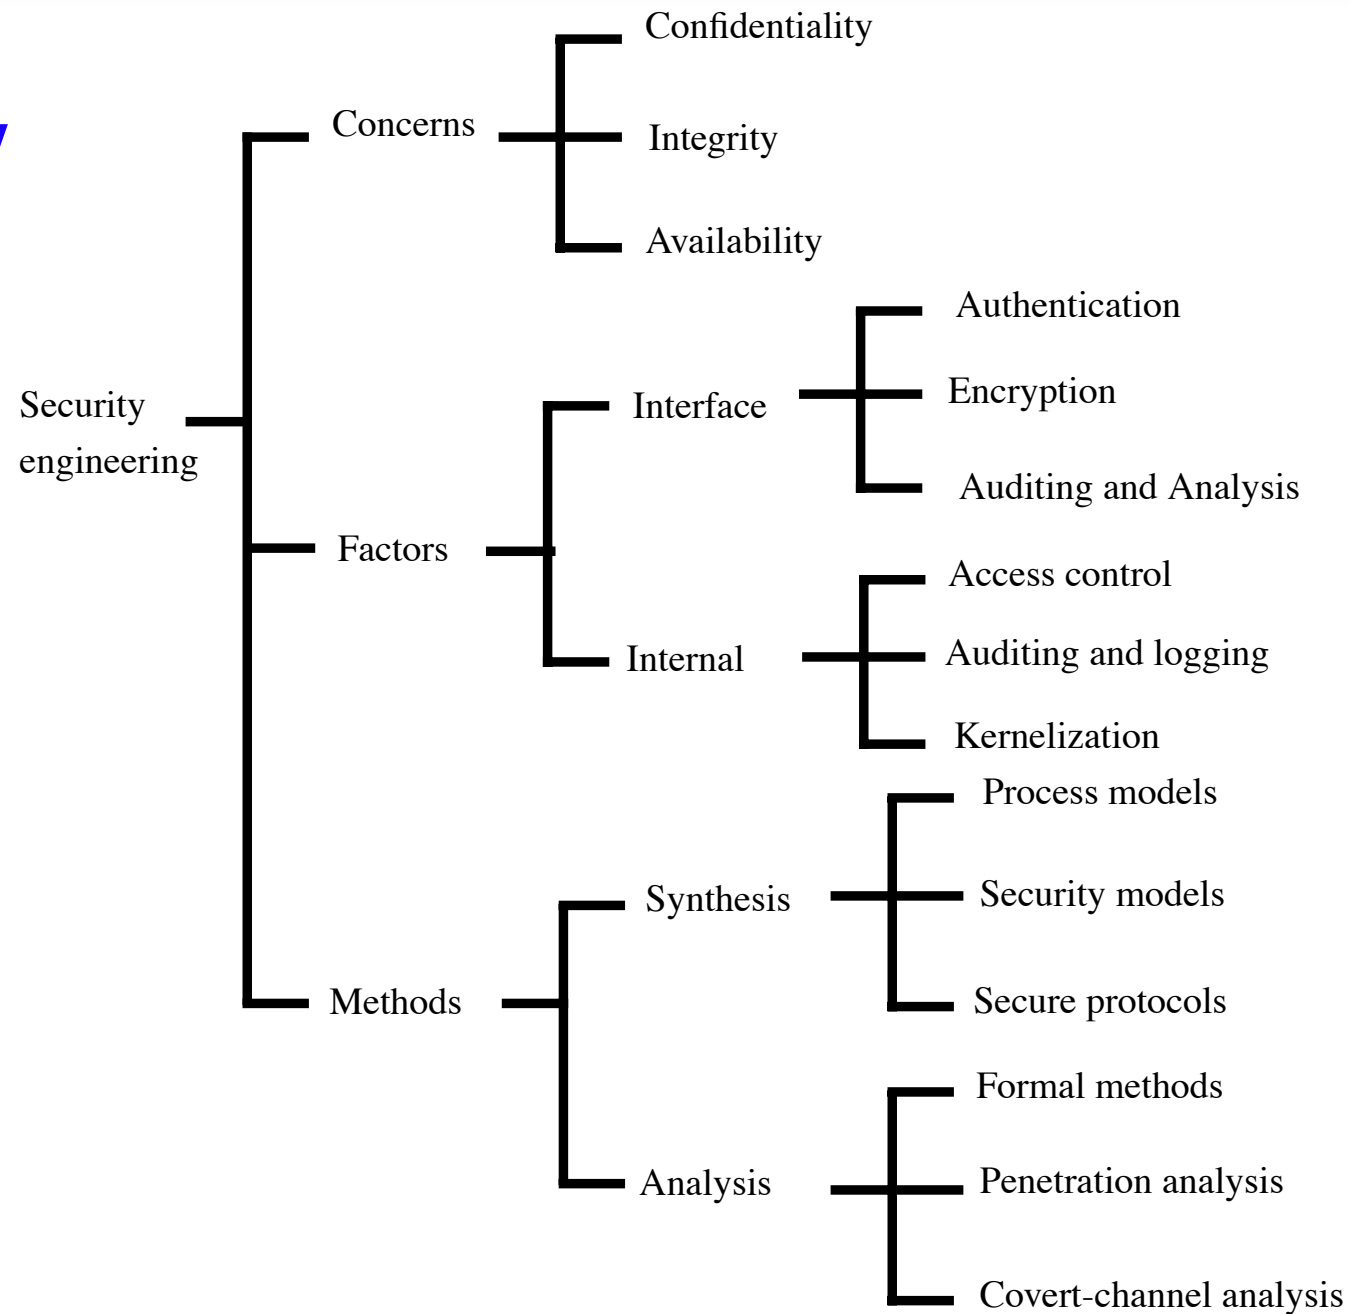 Confidentiality
Concerns
Integrity
Availability
Authentication
Security
engineering
Interface
Encryption
Auditing and Analysis
Factors
Access control
Internal
Auditing and logging
Kernelization
Process models
Synthesis
Security models
Methods
Secure protocols
Formal methods
Analysis
Penetration analysis
Covert-channel analysis